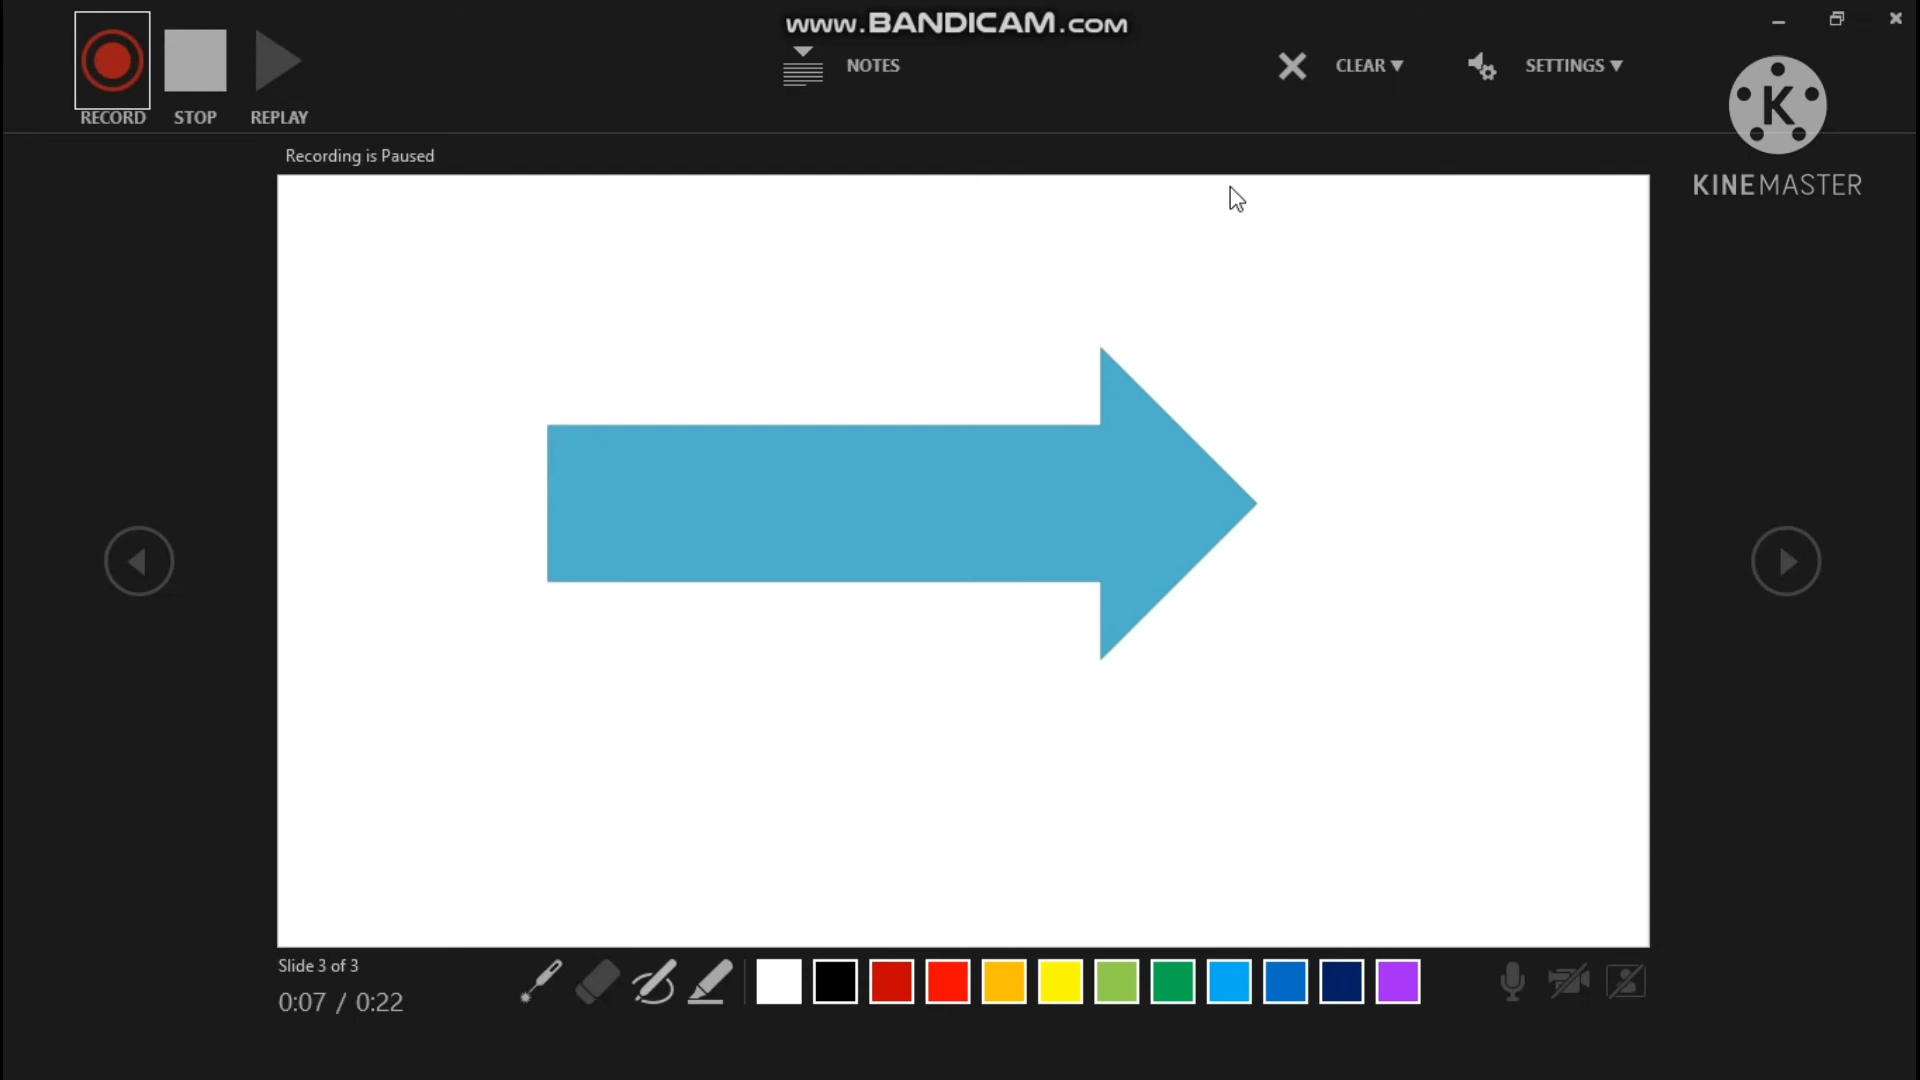 www.BANDICAM.com
RECORD
STOP
REPLAY
NOTES
CLEAR
SETTINGS
K
KINEMASTER
Recording is Paused
Slide 3 of 3
0:07 / 0:22